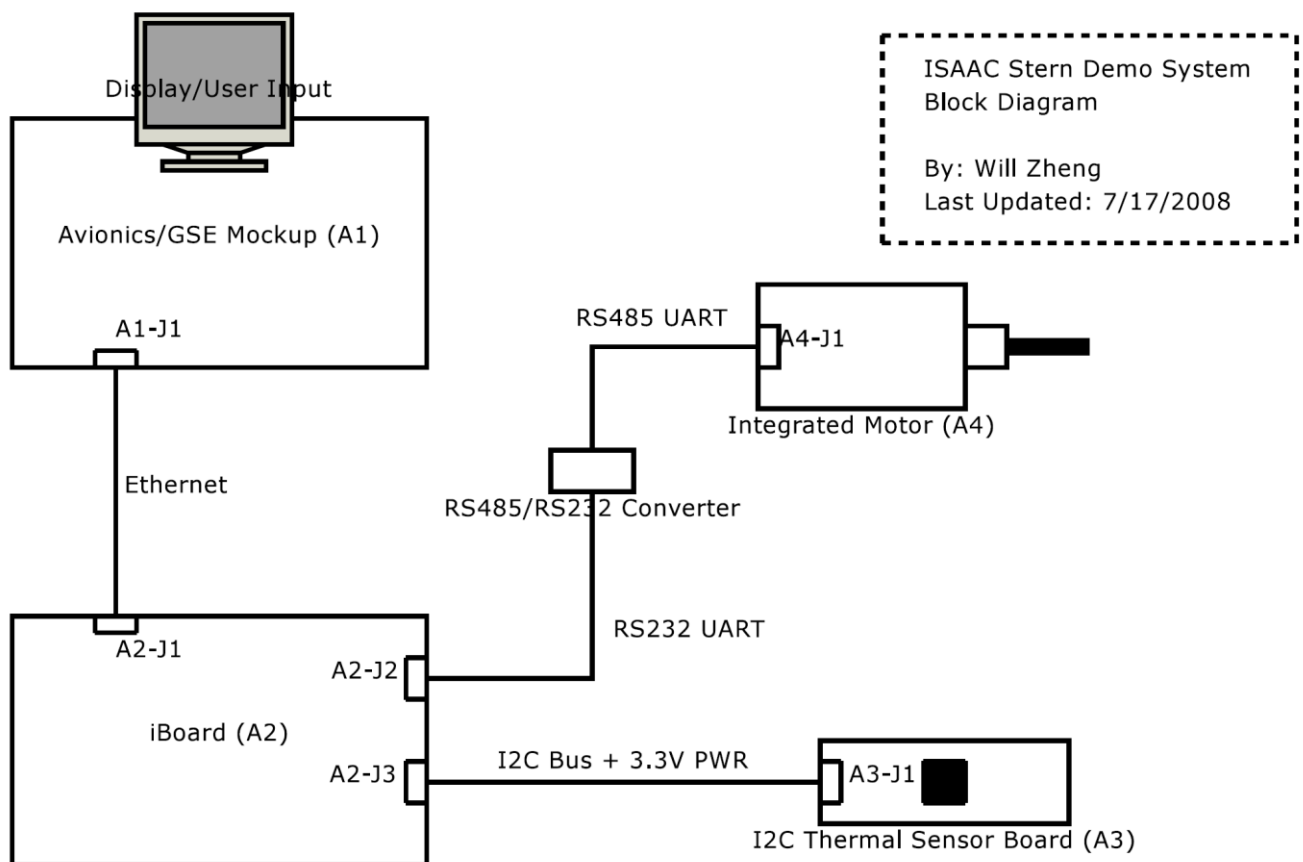 Display/User Input
ISAAC Stern Demo System
Block Diagram
By: Will Zheng
Last Updated: 7/17/2008
Avionics/GSE Mockup (A1)
A1-J1
RS485 UART
A4-J1
Integrated Motor (A4)
Ethernet
RS485/RS232 Converter
A2-J1
RS232 UART
A2-J2
iBoard (A2)
A2-J3
I2C Bus + 3.3V PWR
A3-J1
I2C Thermal Sensor Board (A3)